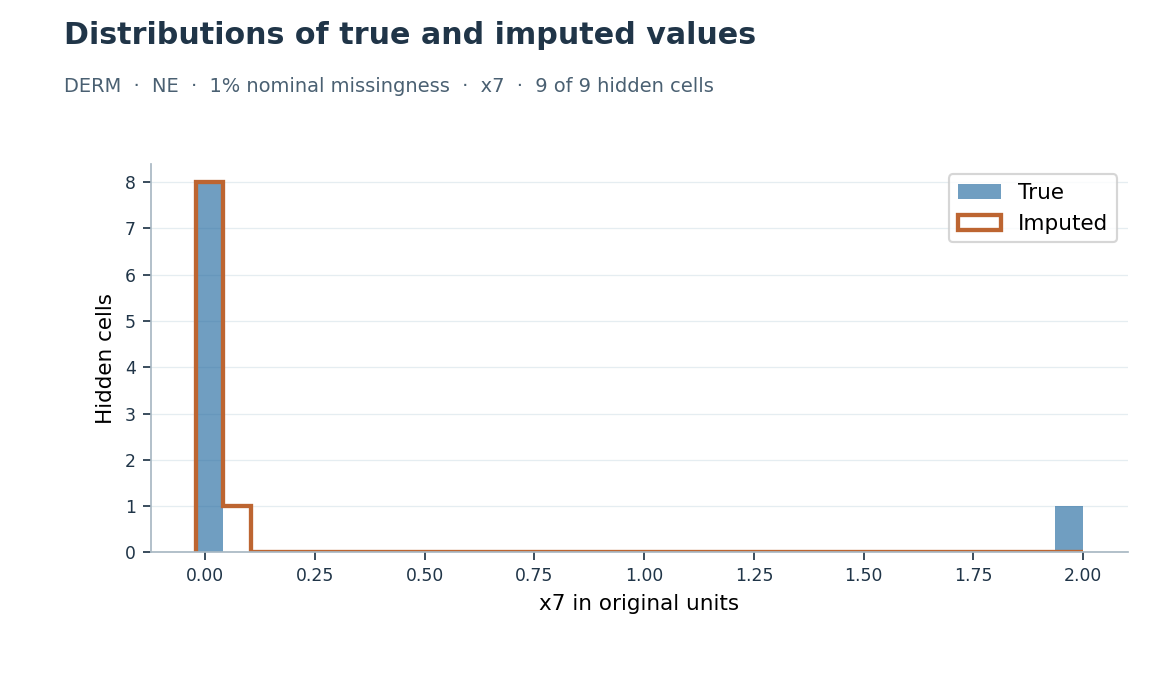 Distributions of true and imputed values
DERM · NE · 1% nominal missingness · x7 · 9 of 9 hidden cells
True
Imputed
Hidden cells
8
7
6
5
4
3
2
1
0
0.00 0.25 0.50 0.75 1.00 1.25 1.50 1.75 2.00
x7 in original units